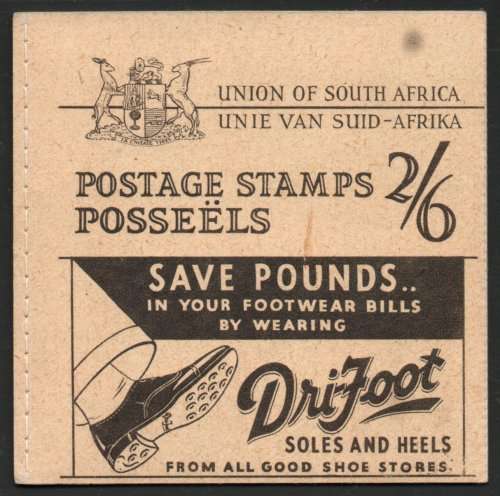 UNION OF SOUTH AFRICA
UNIE VAN SUID-AFRIKA
POSTAGE STAMPS 2/6
POSSEËLS
SAVE POUNDS..
IN YOUR FOOTWEAR BILLS
BY WEARING
Dri-Foot
SOLES AND HEELS
FROM ALL GOOD SHOE STORES.